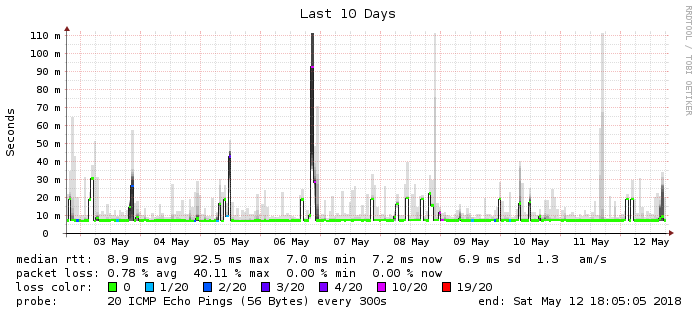 Last 10 Days
RRDTOOL / TOBI OETIKER
Seconds
110 m
100 m
90 m
80 m
70 m
60 m
50 m
40 m
30 m
20 m
10 m
0
03 May 04 May 05 May 06 May 07 May 08 May 09 May 10 May 11 May 12 May
median rtt: 8.9 ms avg 92.5 ms max 7.0 ms min 7.2 ms now 6.9 ms sd 1.3 am/s
packet loss: 0.78 % avg 40.11 % max 0.00 % min 0.00 % now
loss color: 0 1/20 2/20 3/20 4/20 10/20 19/20
probe: 20 ICMP Echo Pings (56 Bytes) every 300s end: Sat May 12 18:05:05 2018